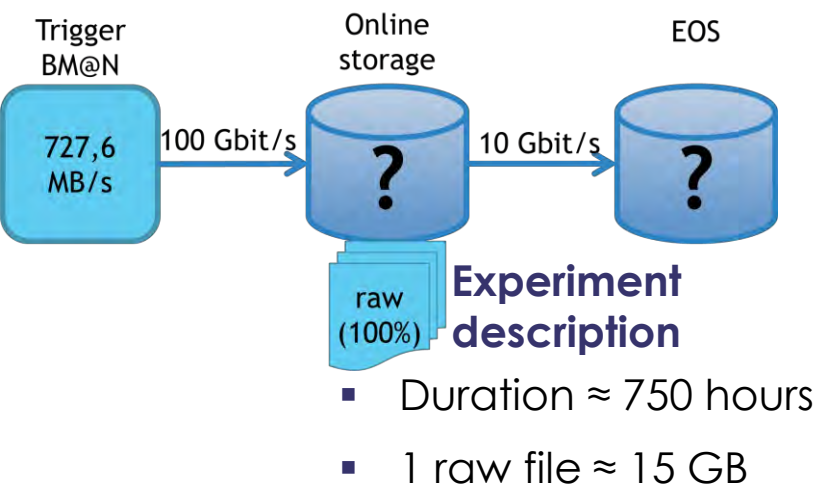 Trigger
BM@N
Online
storage
EOS
727,6
MB/s
100 Gbit/s
?
10 Gbit/s
?
raw
(100%)
Experiment
description
▪ Duration ≈ 750 hours
▪ 1 raw file ≈ 15 GB